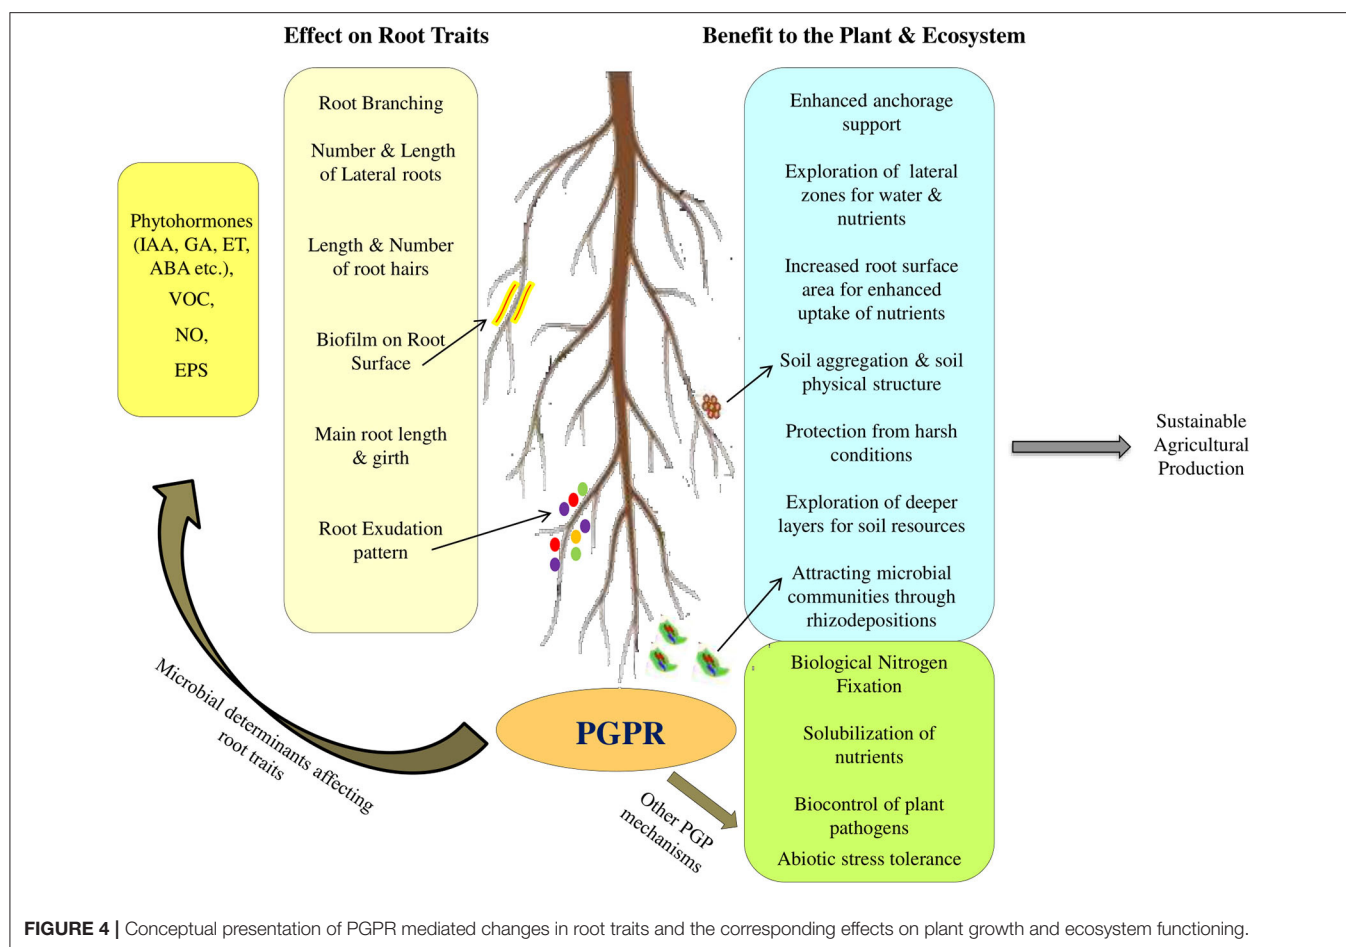 Effect on Root Traits
Benefit to the Plant & Ecosystem
Phytohormones
(IAA, GA, ET,
ABA etc.),
VOC,
NO,
EPS
Root Branching
Number & Length
of Lateral roots
Length & Number
of root hairs
Biofilm on Root
Surface
Main root length
& girth
Root Exudation
pattern
Enhanced anchorage
support
Exploration of lateral
zones for water &
nutrients
Increased root surface
area for enhanced
uptake of nutrients
Soil aggregation & soil
physical structure
Protection from harsh
conditions
Exploration of deeper
layers for soil resources
Attracting microbial
communities through
rhizodepositions
Biological Nitrogen
Fixation
Solubilization of
nutrients
Biocontrol of plant
pathogens
Abiotic stress tolerance
Sustainable
Agricultural
Production
PGPR
Microbial determinants affecting
root traits
Other PGP
mechanisms
FIGURE 4 | Conceptual presentation of PGPR mediated changes in root traits and the corresponding effects on plant growth and ecosystem functioning.